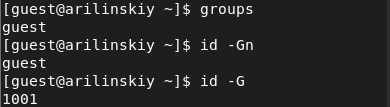 [guest@arilinskiy ~]$ groups
guest
[guest@arilinskiy ~]$ id -Gn
guest
[guest@arilinskiy ~]$ id -G
1001